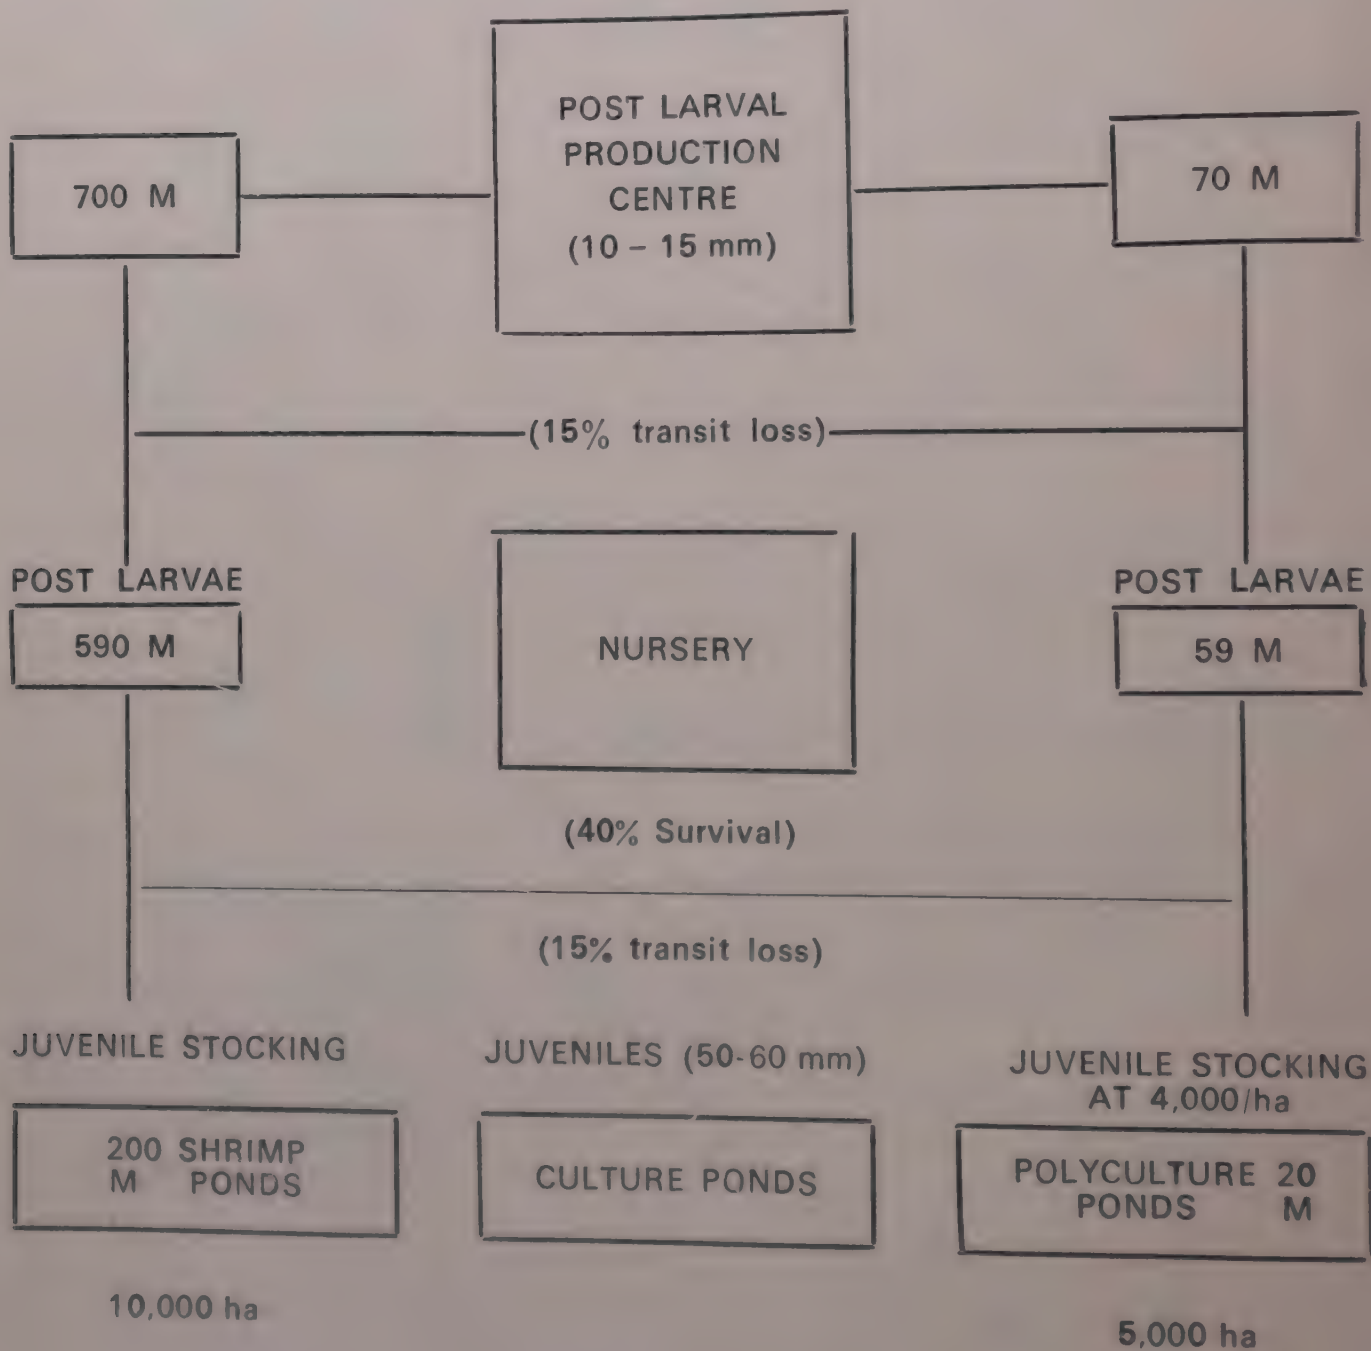 POST LARVAL
PRODUCTION
CENTRE
(10 – 15 mm)
700 M
70 M
(15% transit loss)
POST LARVAE
590 M
NURSERY
POST LARVAE
59 M
(40% Survival)
(15% transit loss)
JUVENILE STOCKING
200 SHRIMP
M PONDS
10,000 ha
JUVENILES (50-60 mm)
CULTURE PONDS
JUVENILE STOCKING
AT 4,000/ha
POLYCULTURE 20
PONDS M
5,000 ha